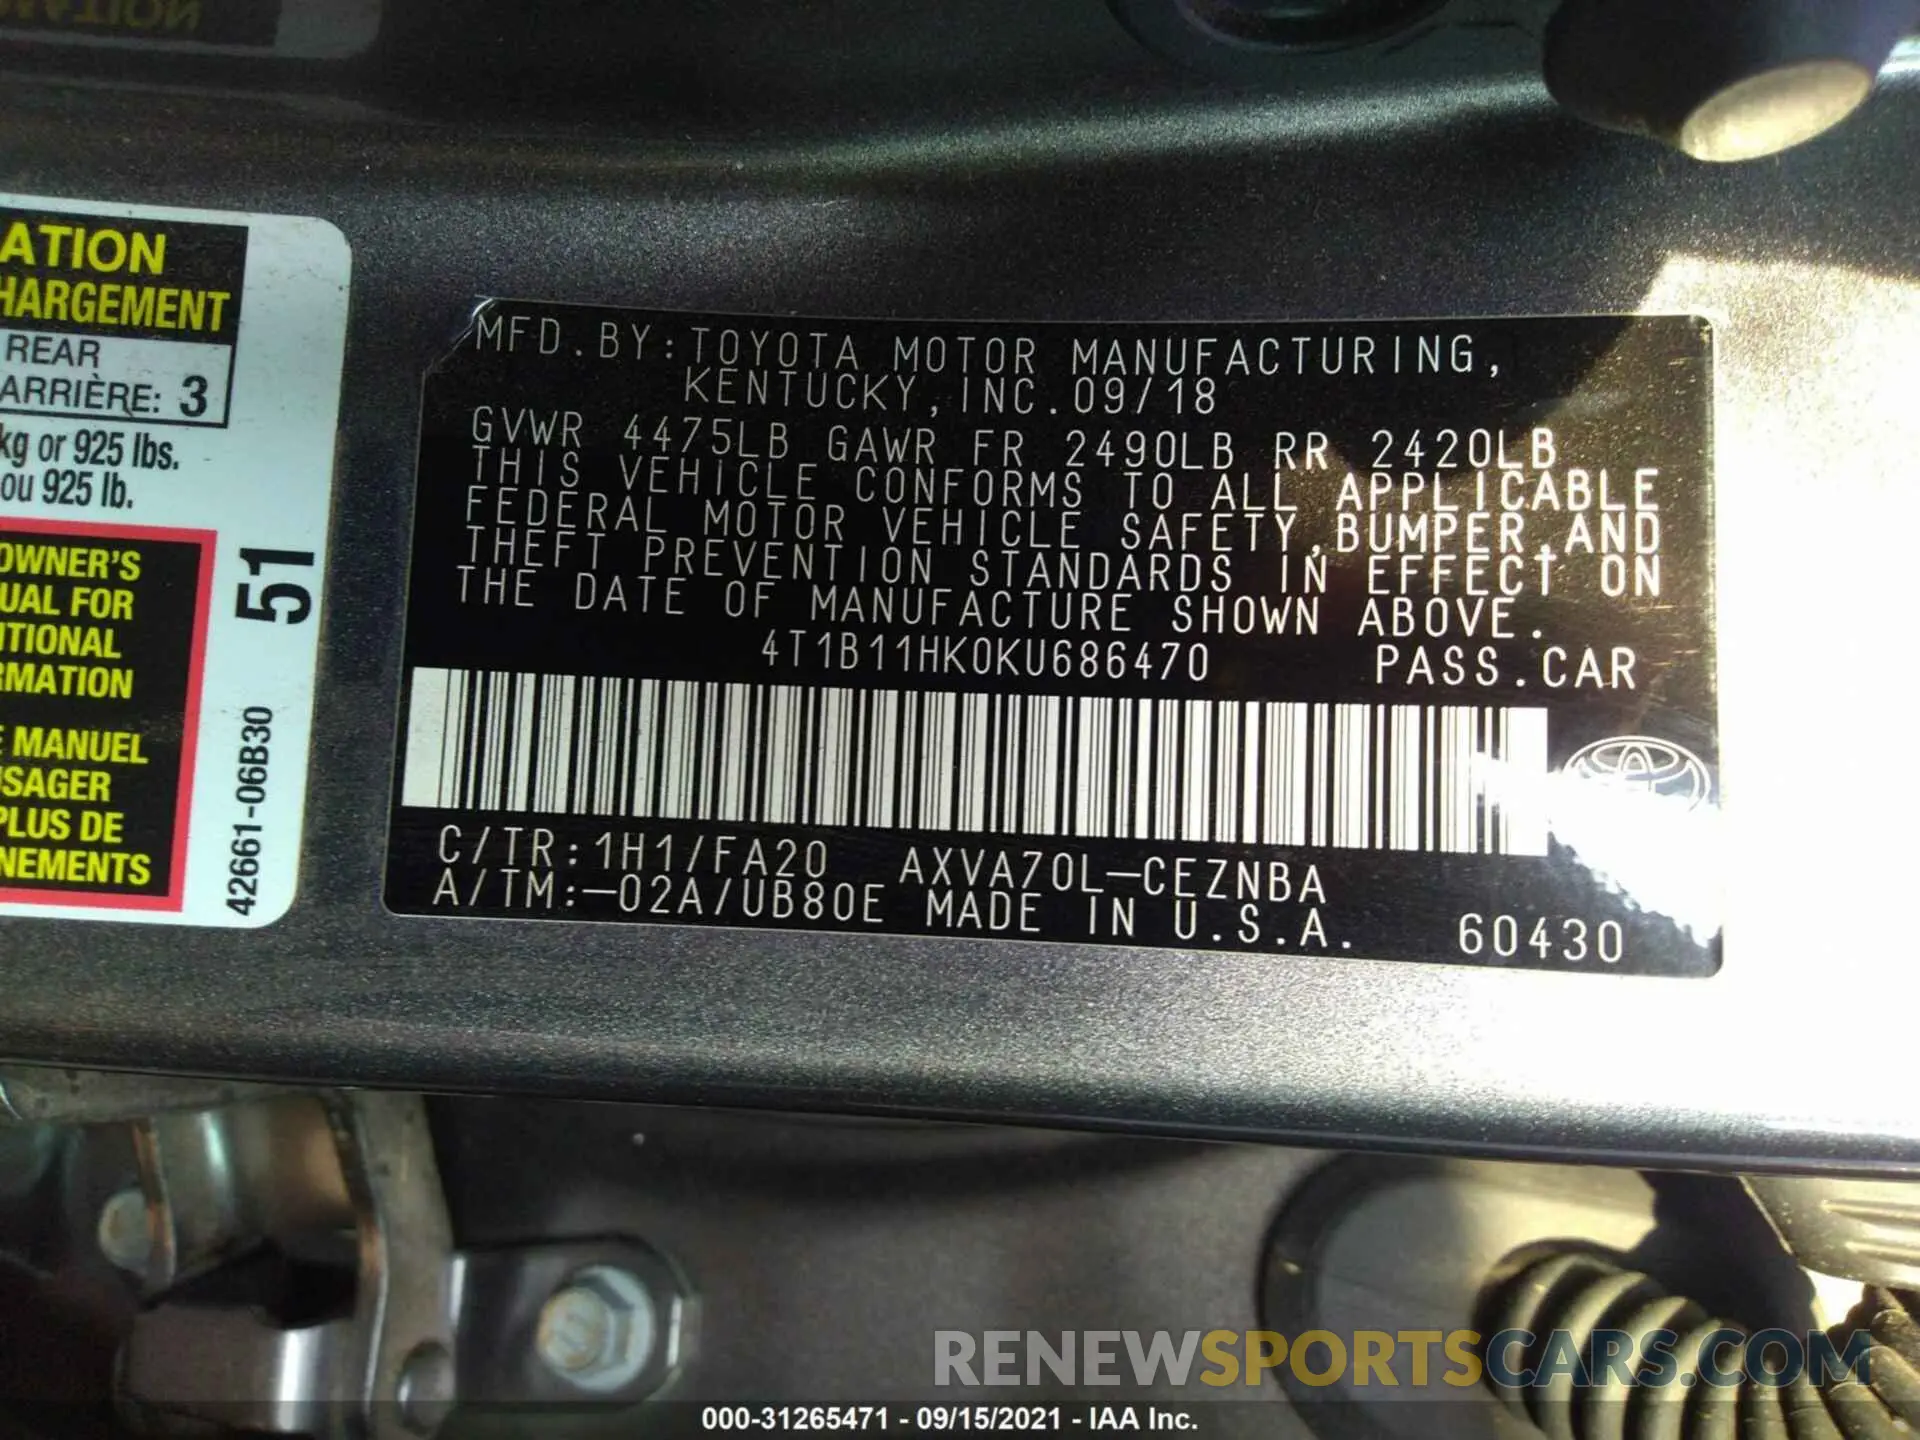 ATION
HARGEMENT
REAR
ARRIÈRE: 3
kg or 925 lbs.
ou 925 lb.
OWNER'S
UAL FOR
ITIONAL
RMATION
E MANUEL
USAGER
PLUS DE
NEMENTS
51
42661-06B30
MFD.BY:TOYOTA MOTOR MANUFACTURING,
KENTUCKY,INC.09/18
GVWR 4475LB GAWR FR 2490LB RR 2420LB
THIS VEHICLE CONFORMS TO ALL APPLICABLE
FEDERAL MOTOR VEHICLE SAFETY,BUMPER,AND
THEFT PREVENTION STANDARDS IN EFFECT ON
THE DATE OF MANUFACTURE SHOWN ABOVE.
4T1B11HK0KU686470 PASS.CAR
C/TR:1H1/FA20 AXVA70L-CEZNBA
A/TM:-02A/UB80E MADE IN U.S.A. 60430
RENEWSPORTSCARS.COM
000-31265471 - 09/15/2021 - IAA Inc.